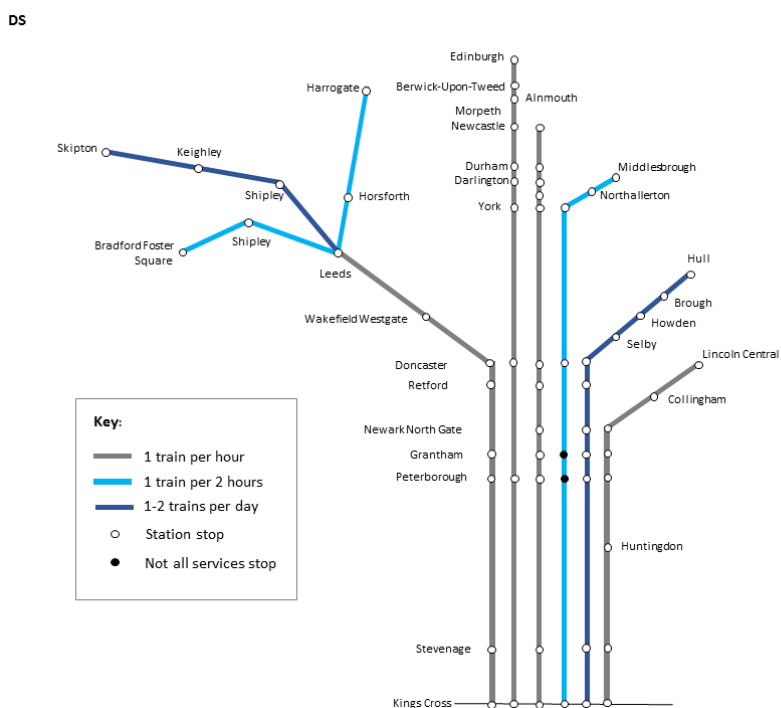 DS
Edinburgh
Harrogate
Berwick-Upon-Tweed
Alnmouth
Morpeth
Newcastle
Skipton
Keighley
Shipley
Durham
Middlesbrough
Darlington
Horsforth
Northallerton
York
Shipley
Bradford Foster
Square
Leeds
Hull
Brough
Wakefield Westgate
Howden
Selby
Lincoln Central
Doncaster
Retford
Collingham
Newark North Gate
Grantham
Peterborough
Huntingdon
Stevenage
Kings Cross
Key:
1 train per hour
1 train per 2 hours
1-2 trains per day
Station stop
Not all services stop